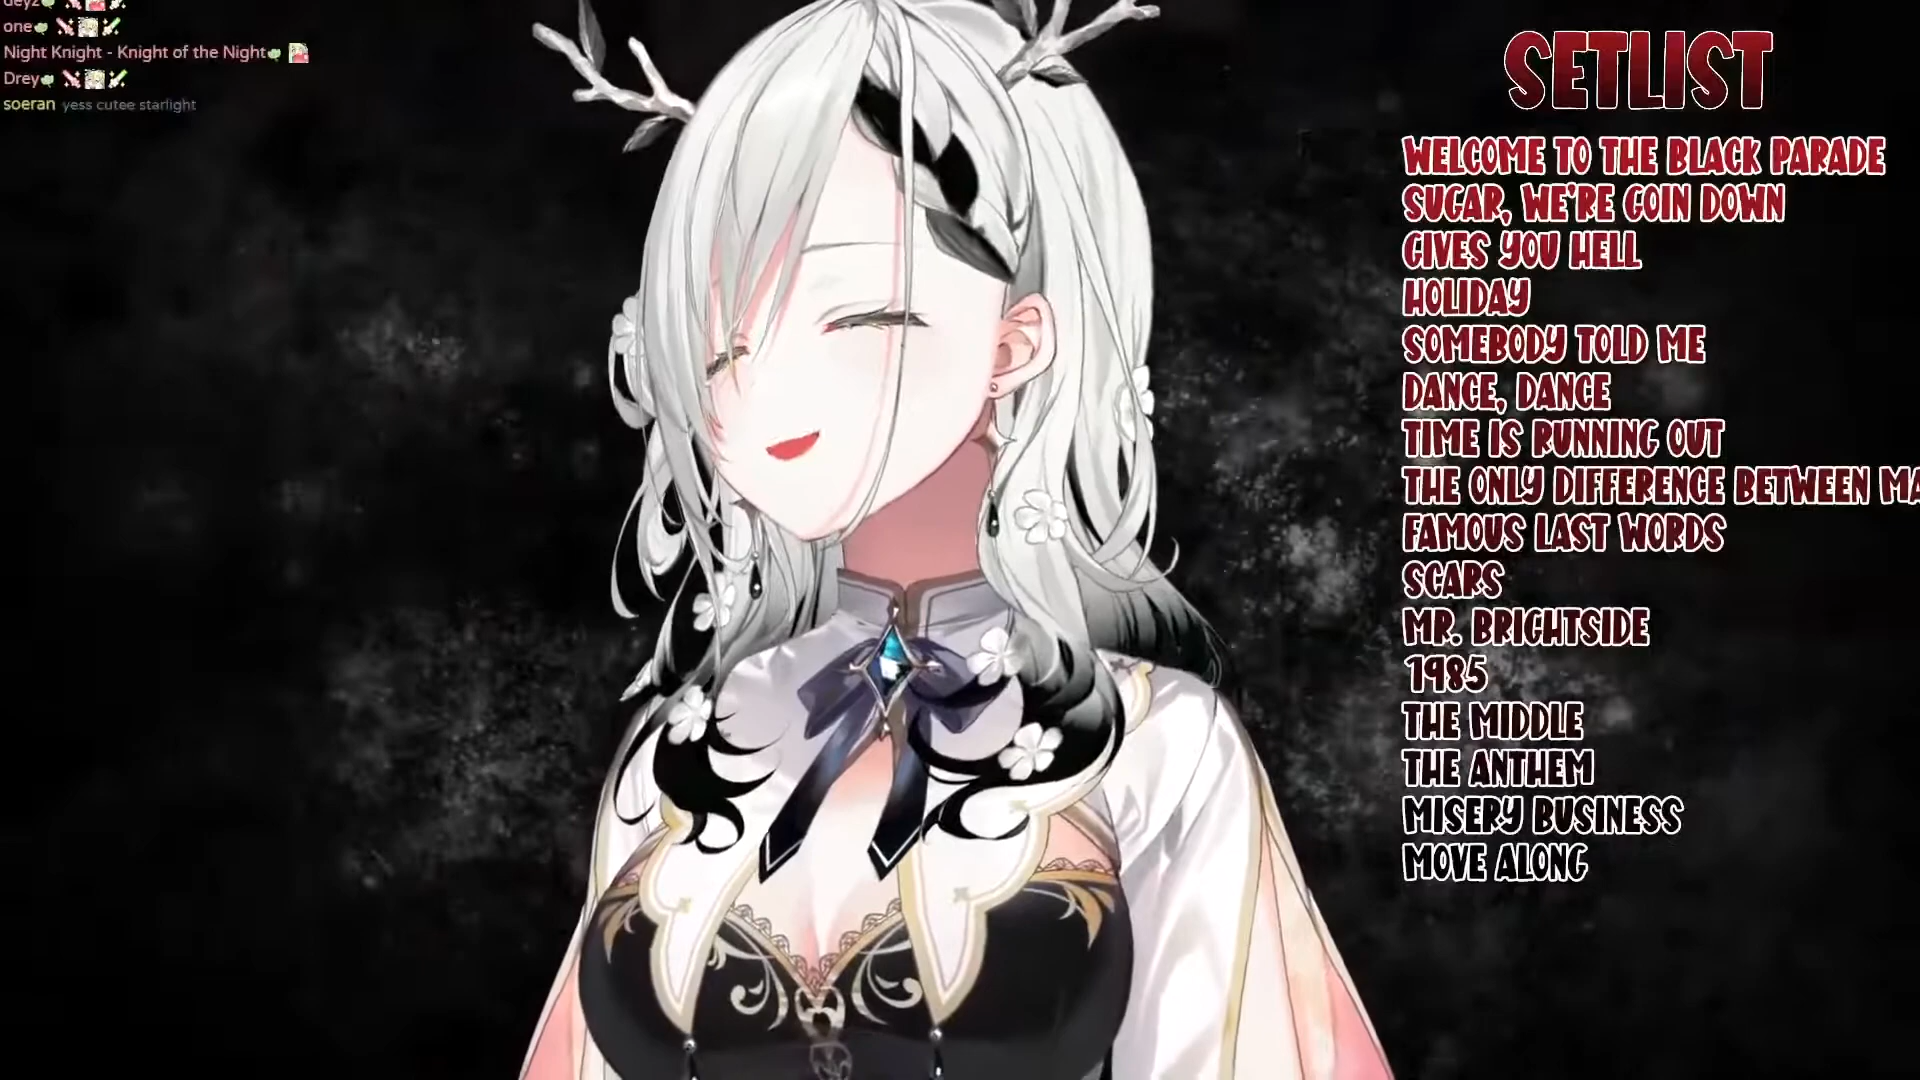 one
Night Knight - Knight of the Night
Drey
soeran yess cutee starlight
SETLIST
WELCOME TO THE BLACK PARADE
SUGAR, WE'RE GOIN DOWN
GIVES YOU HELL
HOLIDAY
SOMEBODY TOLD ME
DANCE, DANCE
TIME IS RUNNING OUT
THE ONLY DIFFERENCE BETWEEN MA
FAMOUS LAST WORDS
SCARS
MR. BRIGHTSIDE
1985
THE MIDDLE
THE ANTHEM
MISERY BUSINESS
MOVE ALONG